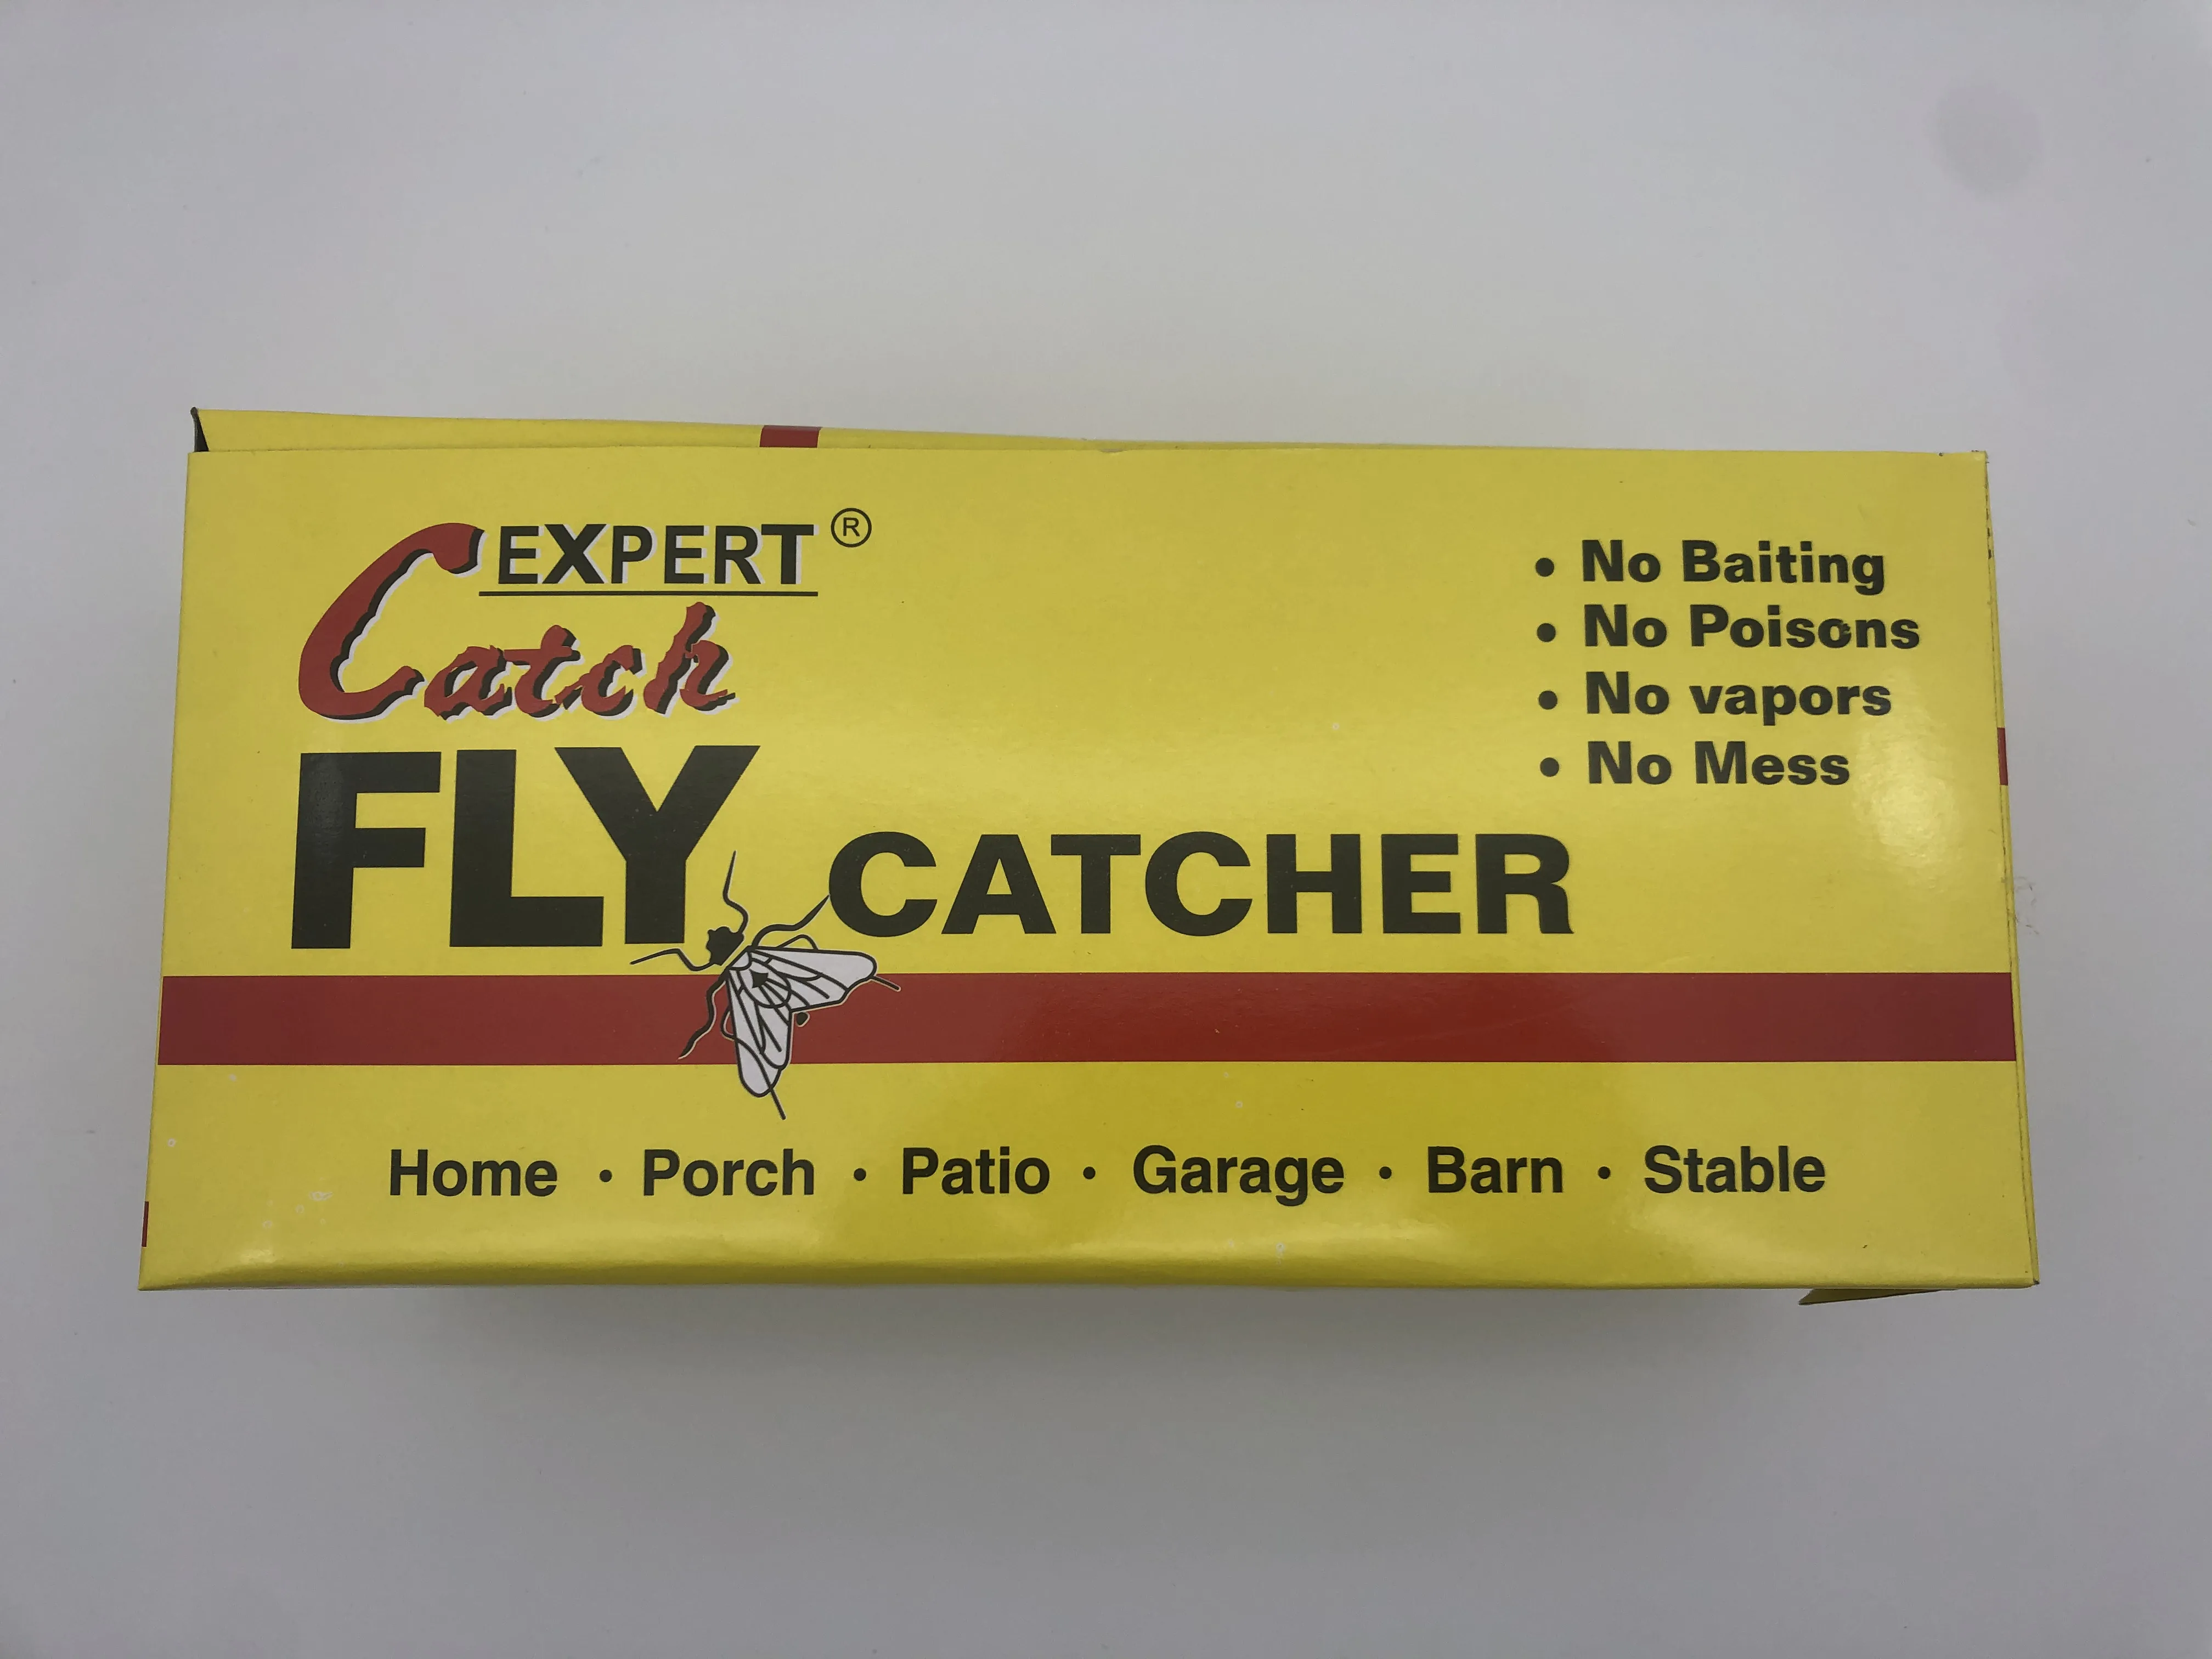 EXPERT ®
Catch
FLY CATCHER
• No Baiting
• No Poisons
• No vapors
• No Mess
Home • Porch • Patio • Garage • Barn • Stable